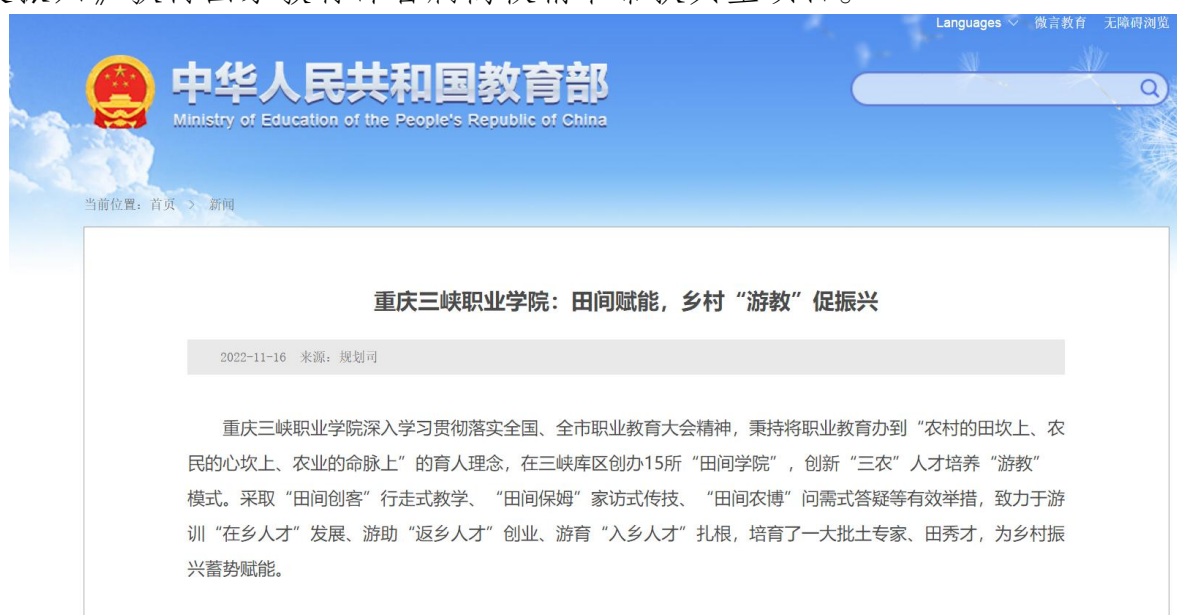 Languages 微言教育 无障碍浏览
中华人民共和国教育部
Ministry of Education of the People's Republic of China
当前位置：首页 > 新闻
重庆三峡职业学院：田间赋能，乡村“游教”促振兴
2022-11-16 来源：规划司
重庆三峡职业学院深入学习贯彻落实全国、全市职业教育大会精神，秉持将职业教育办到“农村的田坎上、农
民的心坎上、农业的命脉上”的育人理念，在三峡库区创办15所“田间学院”，创新“三农”人才培养“游教”
模式。采取“田间创客”行走式教学、“田间保姆”家访式传技、“田间农博”问需式答疑等有效举措，致力于游
训“在乡人才”发展、游助“返乡人才”创业、游育“入乡人才”扎根，培育了一大批土专家、田秀才，为乡村振
兴蓄势赋能。